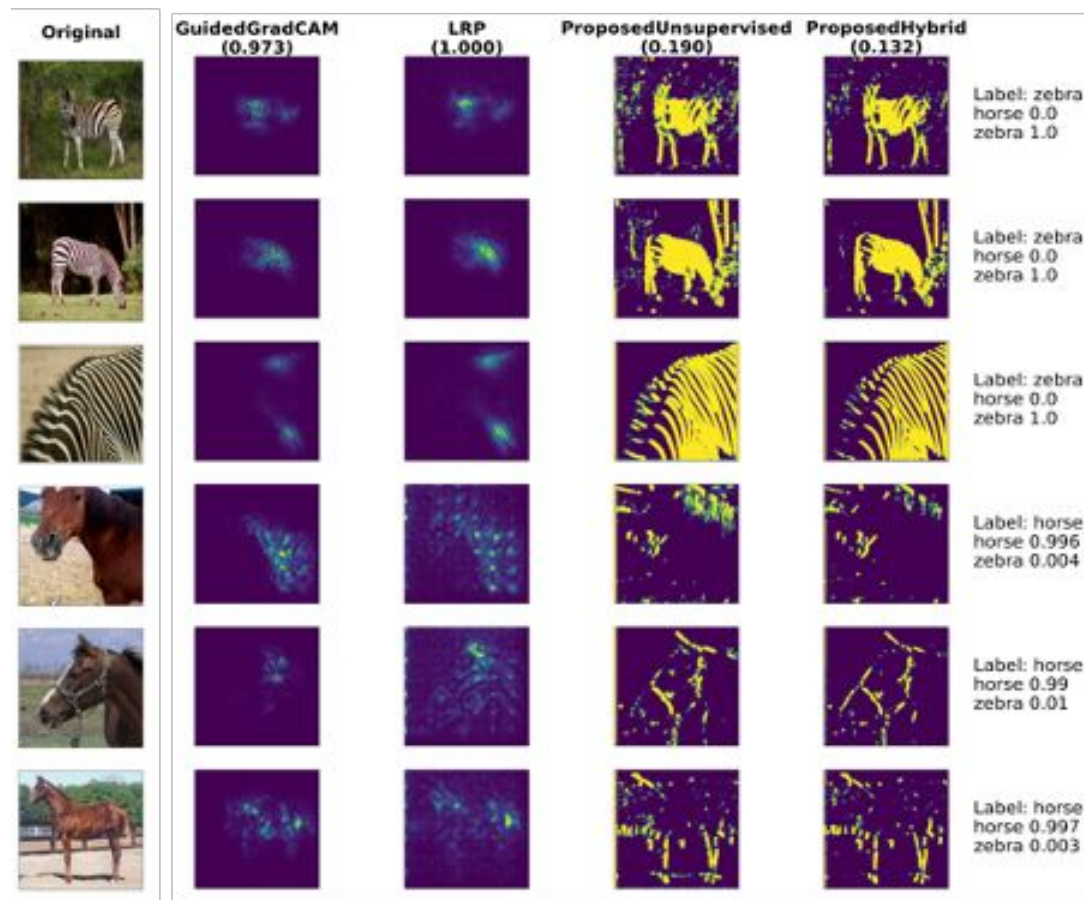 Original
GuidedGradCAM
(0.973)
LRP
(1.000)
ProposedUnsupervised
(0.190)
ProposedHybrid
(0.132)
Label: zebra
horse 0.0
zebra 1.0
Label: zebra
horse 0.0
zebra 1.0
Label: zebra
horse 0.0
zebra 1.0
Label: horse
horse 0.996
zebra 0.004
Label: horse
horse 0.99
zebra 0.01
Label: horse
horse 0.997
zebra 0.003